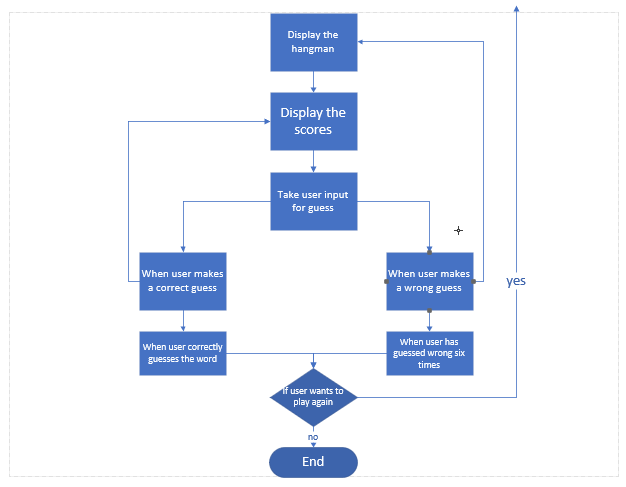 Display the
hangman
Display the
scores
Take user input
for guess
When user makes
a correct guess
When user makes
a wrong guess
yes
When user correctly
guesses the word
When user has
guessed wrong six
times
If user wants to
play again
no
End